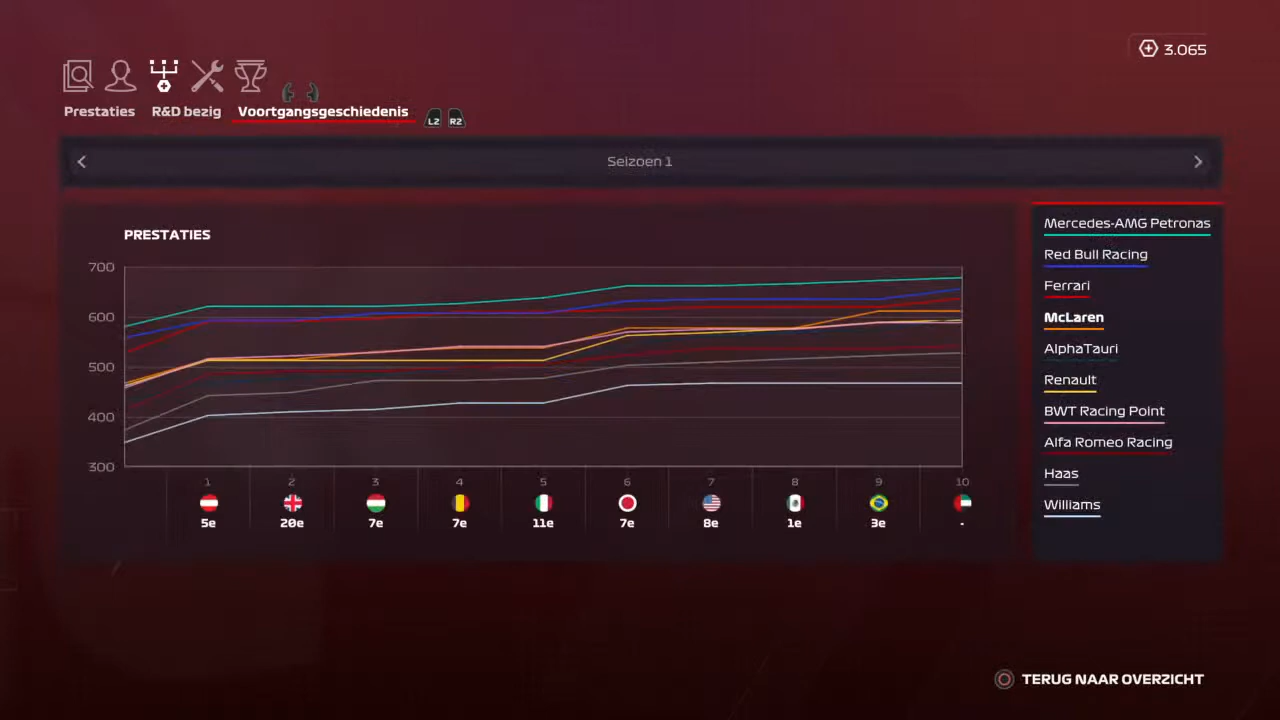 3.065
Prestaties R&D bezig Voortgangsgeschiedenis L2 R2
Seizoen 1
PRESTATIES
700
600
500
400
300
1 2 3 4 5 6 7 8 9 10
5e 20e 7e 7e 11e 7e 8e 1e 3e -
Mercedes-AMG Petronas
Red Bull Racing
Ferrari
McLaren
AlphaTauri
Renault
BWT Racing Point
Alfa Romeo Racing
Haas
Williams
TERUG NAAR OVERZICHT